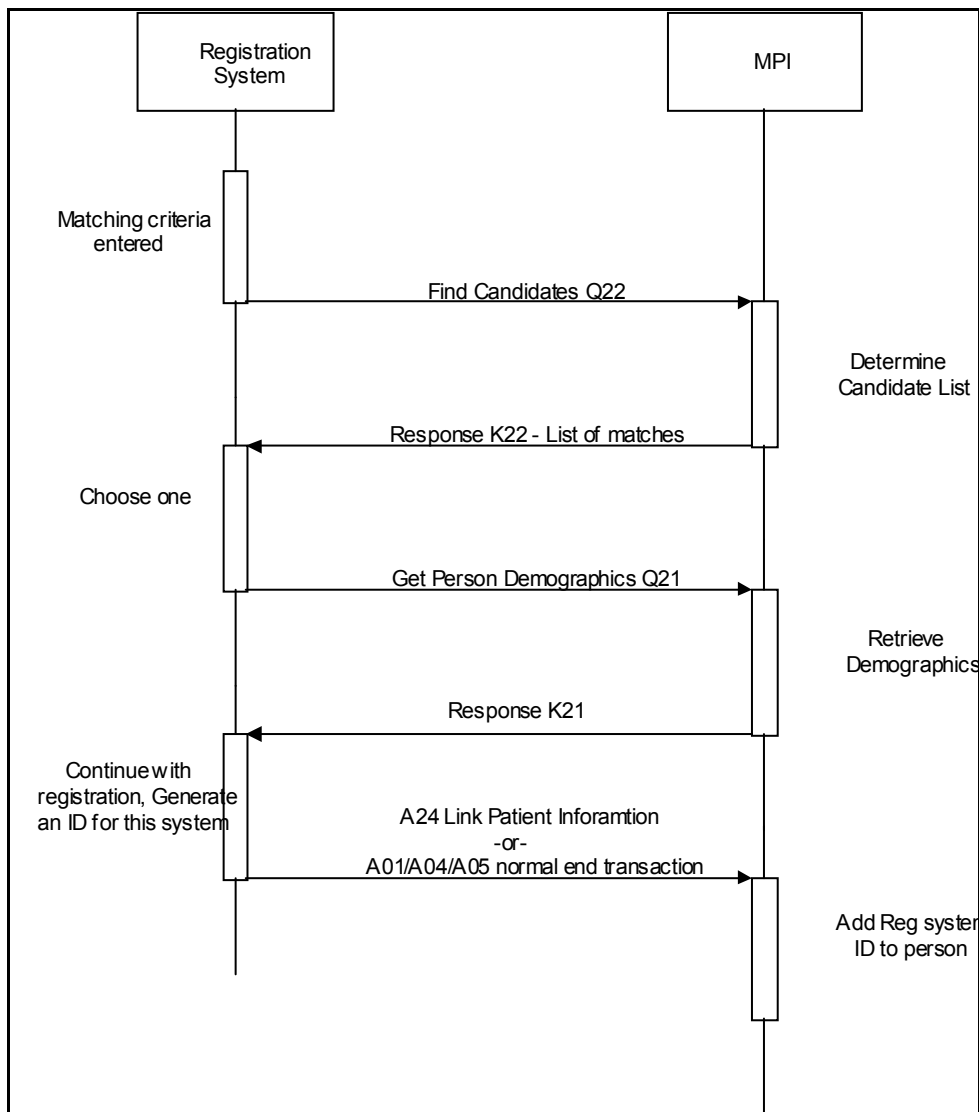 Registration
System
MPI
Matching criteria
entered
Find Candidates Q22
Determine
Candidate List
Response K22 - List of matches
Choose one
Get Person Demographics Q21
Retrieve
Demographics
Response K21
Continue with
registration, Generate
an ID for this system
A24 Link Patient Inforamtion
-or-
A01/A04/A05 normal end transaction
Add Reg system
ID to person